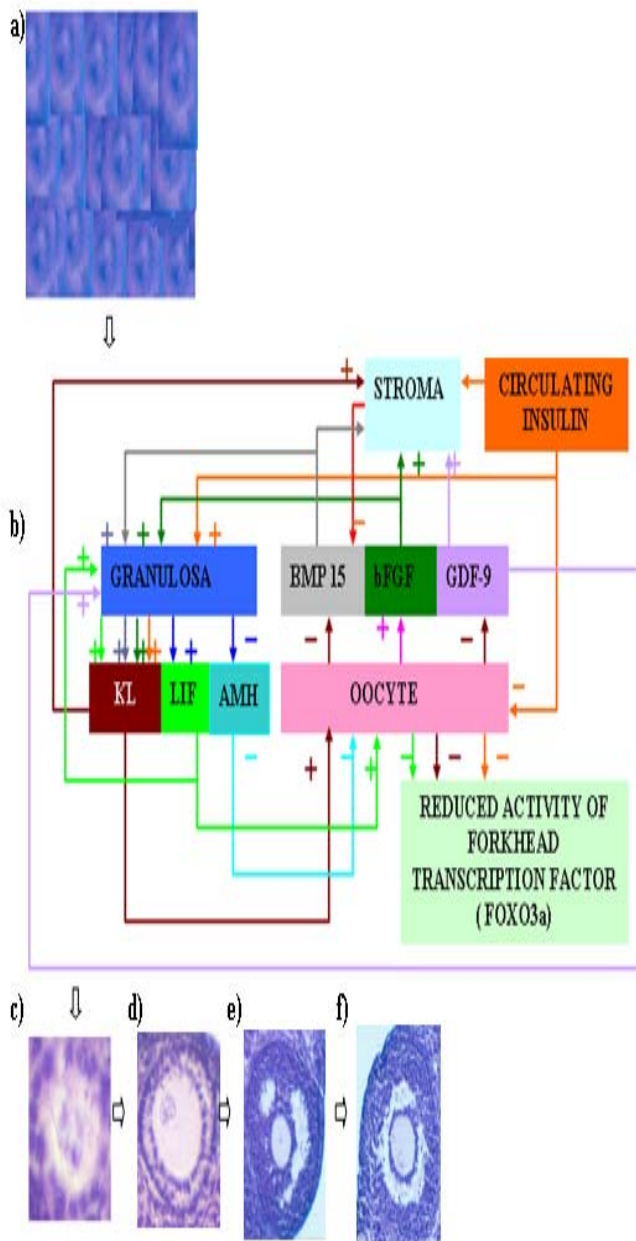 a)
STROMA
CIRCULATING
INSULIN
b)
GRANULOSA
BMP 15
bFGF
GDF-9
KL
LIF
AMH
OOCYTE
REDUCED ACTIVITY OF
FORKHEAD
TRANSCRIPTION FACTOR
( FOXO3a)
c)
d)
e)
f)